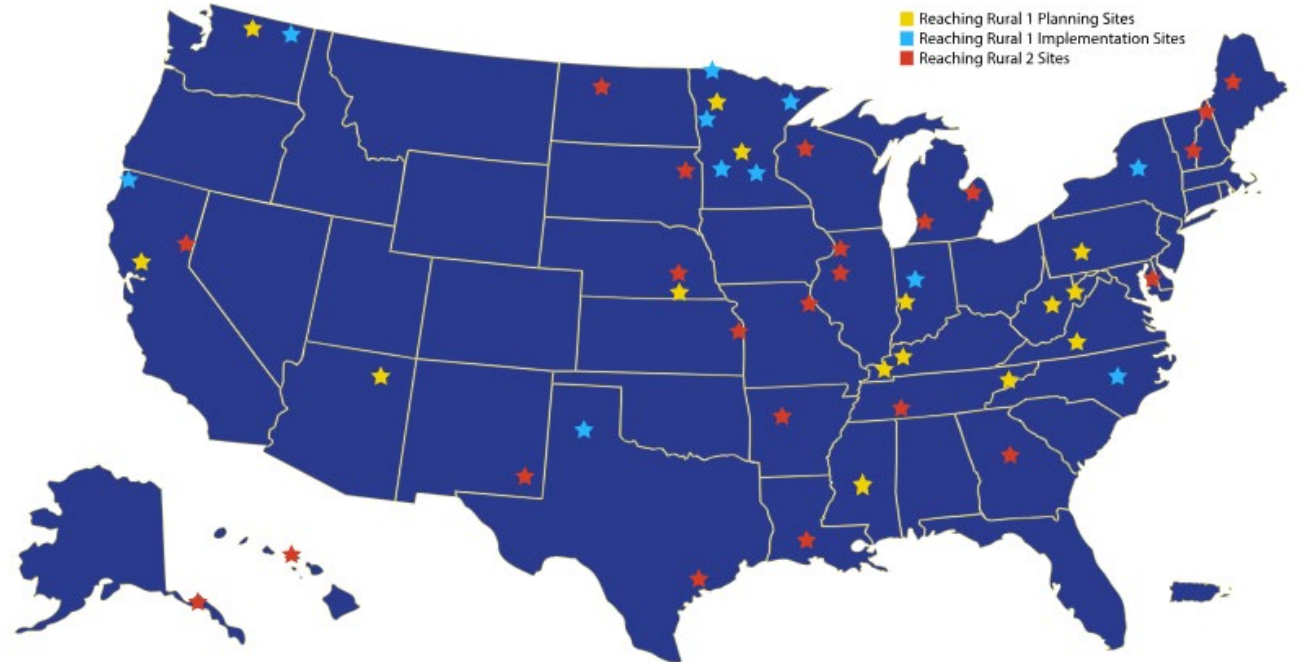 Reaching Rural 1 Planning Sites
Reaching Rural 1 Implementation Sites
Reaching Rural 2 Sites